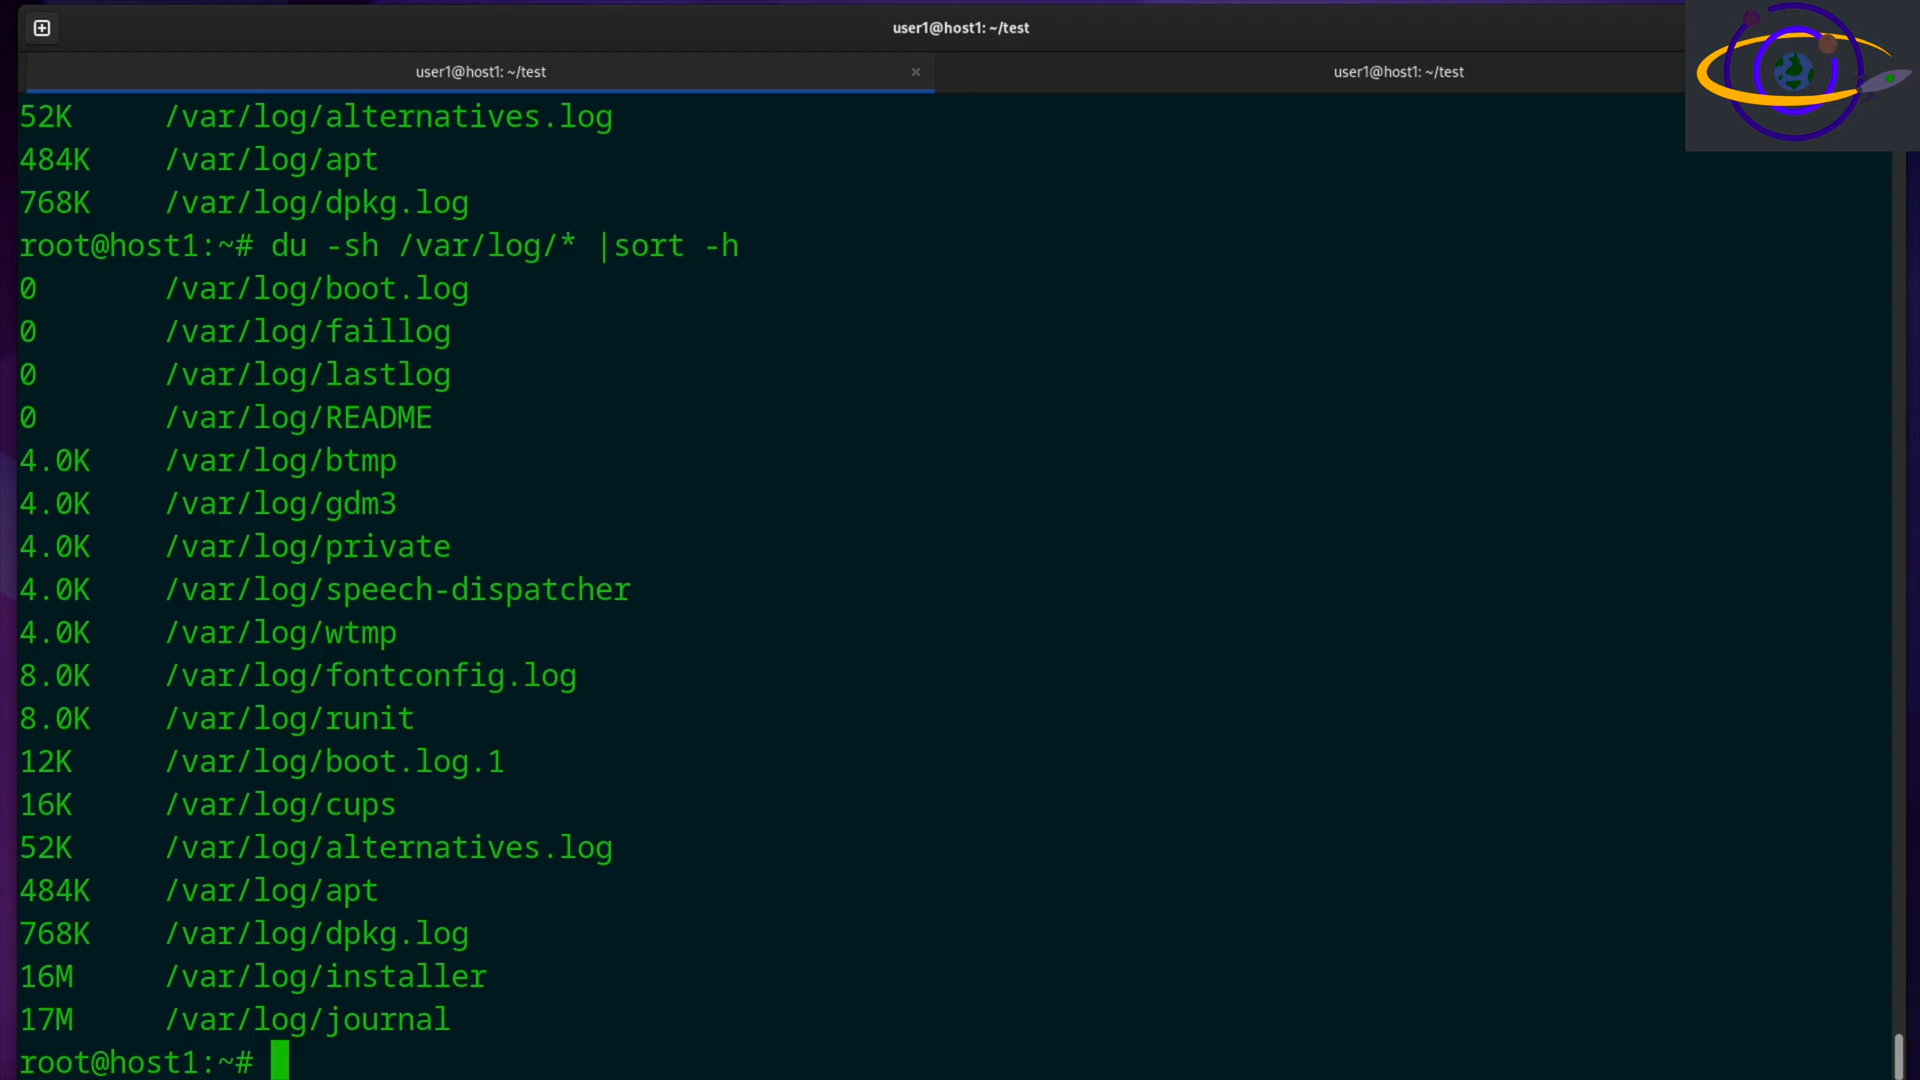 user1@host1: ~/test
user1@host1: ~/test × user1@host1: ~/test
52K /var/log/alternatives.log
484K /var/log/apt
768K /var/log/dpkg.log
root@host1:~# du -sh /var/log/* |sort -h
0 /var/log/boot.log
0 /var/log/faillog
0 /var/log/lastlog
0 /var/log/README
4.0K /var/log/btmp
4.0K /var/log/gdm3
4.0K /var/log/private
4.0K /var/log/speech-dispatcher
4.0K /var/log/wtmp
8.0K /var/log/fontconfig.log
8.0K /var/log/runit
12K /var/log/boot.log.1
16K /var/log/cups
52K /var/log/alternatives.log
484K /var/log/apt
768K /var/log/dpkg.log
16M /var/log/installer
17M /var/log/journal
root@host1:~#